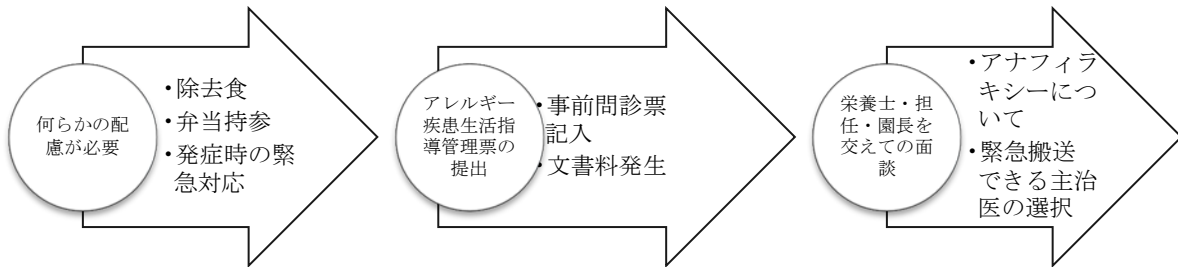 何らかの配
慮が必要
・除去食
・弁当持参
・発症時の緊
急対応
アレルギー
疾患生活指
導管理票の
提出
・事前問診票
記入
・文書料発生
栄養士・担
任・園長を
交えての面
談
・アナフィラ
キシーにつ
いて
・緊急搬送
できる主治
医の選択